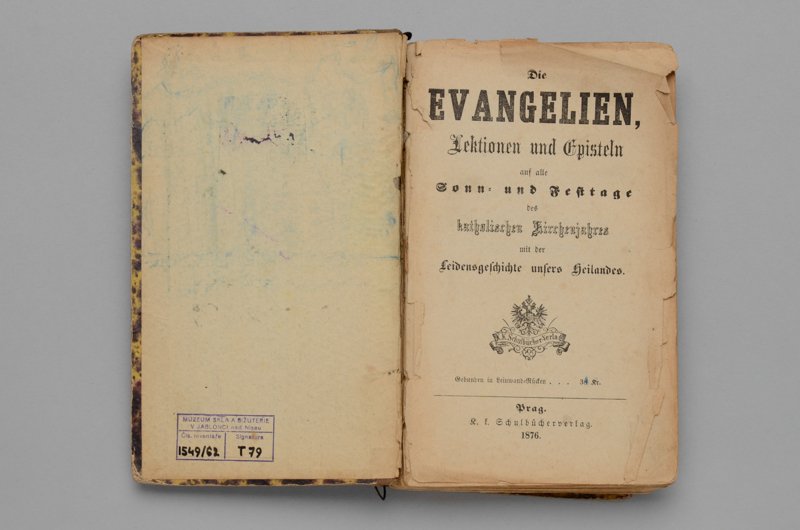 MUZEUM SKLA A BIŽUTERIE
V JABLONCI nad Nisou
Čís. inventáře Signatura
1549/62 T 79
Die
EVANGELIEN,
Lektionen und Episteln
auf alle
Sonn- und Festtage
des
katholischen Kirchenjahres
mit der
Leidensgeschichte unsers Heilandes.
K. k. Schulbücher-Verlag
Gebunden in Leinwand-Rücken . . . Kr.
Prag.
K. k. Schulbücherverlag.
1876.